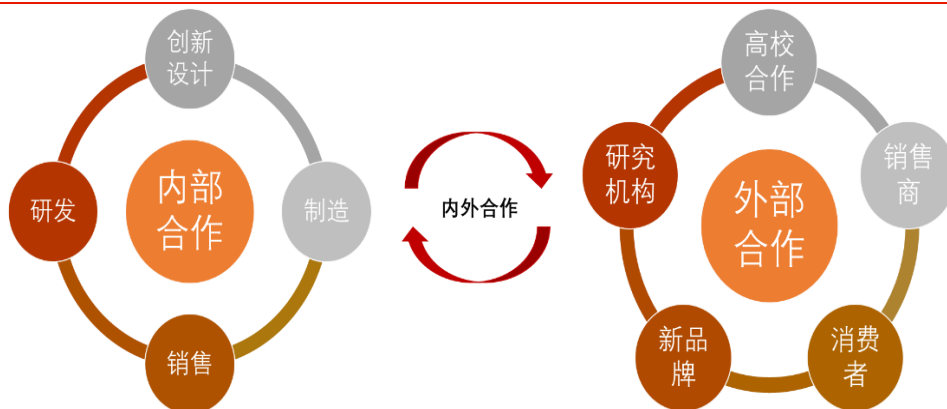 创新
设计
研发
内部
合作
制造
销售
内外合作
高校
合作
研究
机构
销售
商
外部
合作
新品
牌
消费
者